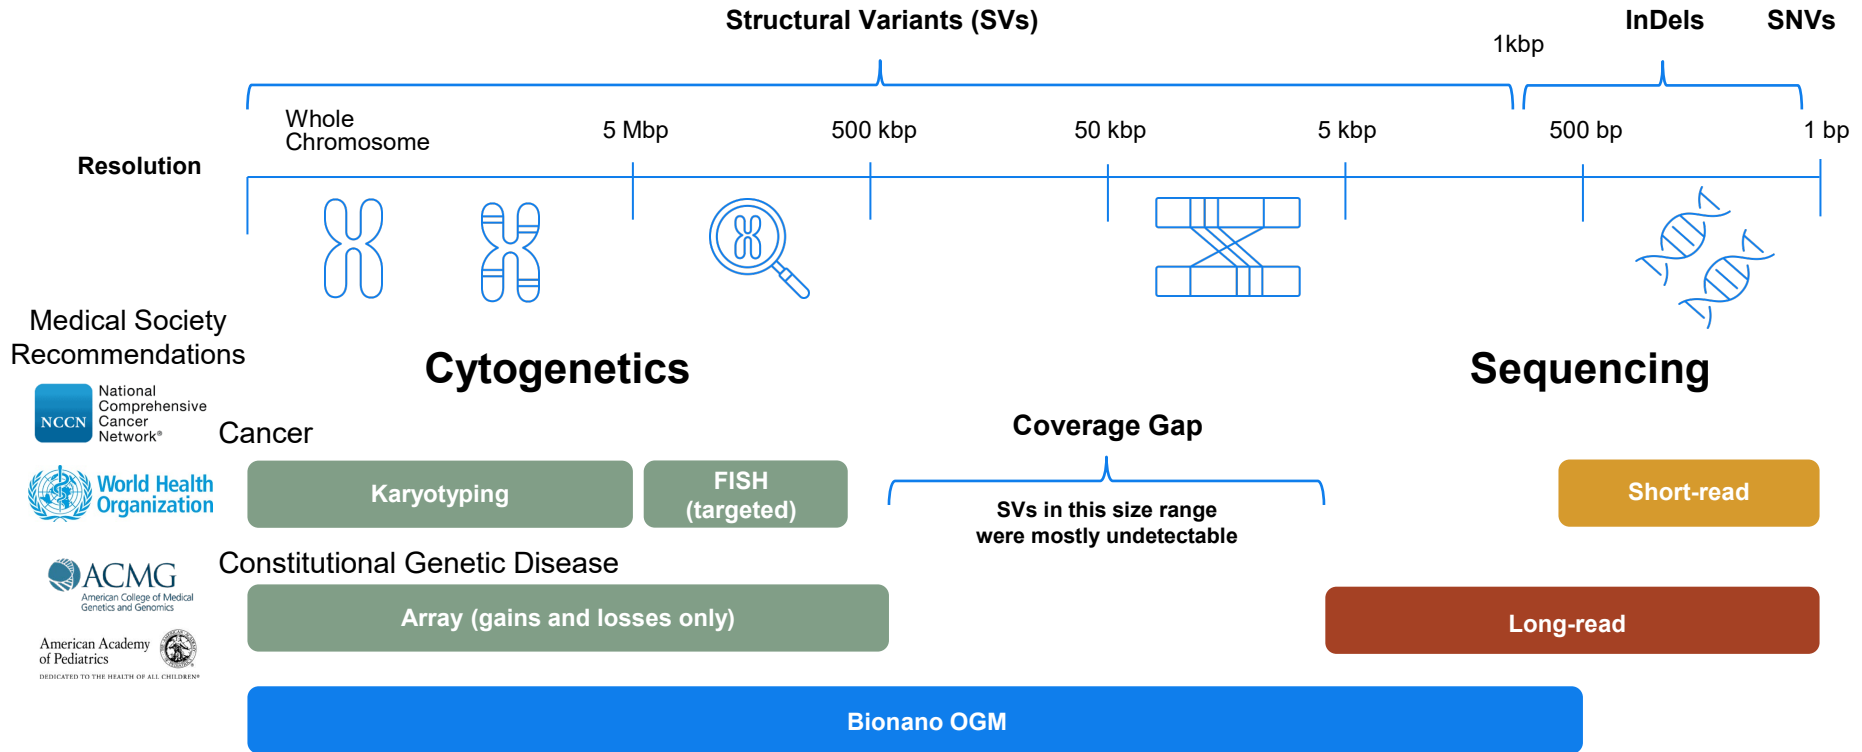 Structural Variants (SVs)
InDels
SNVs
1kbp
Whole
Chromosome
5 Mbp
500 kbp
50 kbp
5 kbp
500 bp
1 bp
Resolution
Medical Society
Recommendations
Cytogenetics
Sequencing
NCCN
National
Comprehensive
Cancer
Network®
Cancer
Coverage Gap
World Health
Organization
Karyotyping
FISH
(targeted)
SVs in this size range
were mostly undetectable
Short-read
Constitutional Genetic Disease
ACMG
American College of Medical
Genetics and Genomics
Array (gains and losses only)
Long-read
American Academy
of Pediatrics
DEDICATED TO THE HEALTH OF ALL CHILDREN®
Bionano OGM